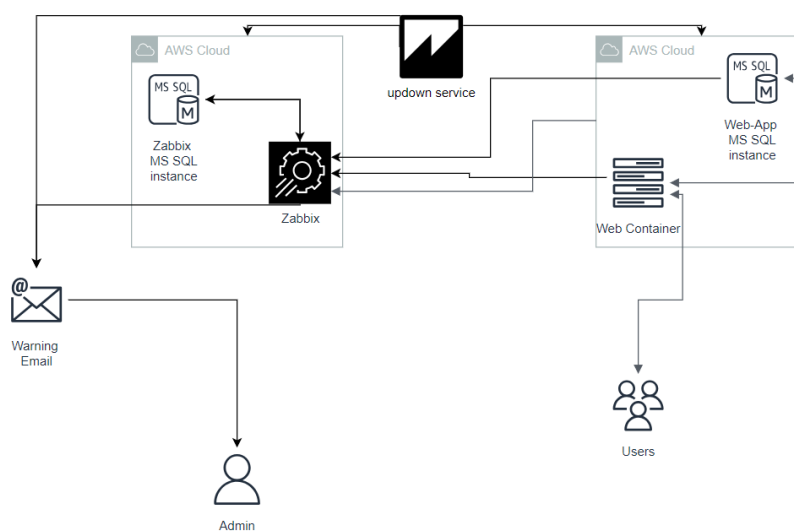 AWS Cloud
MS SQL
M
Zabbix
MS SQL
instance
Zabbix
updown service
AWS Cloud
MS SQL
M
Web-App
MS SQL
instance
Web Container
@
Warning
Email
Users
Admin